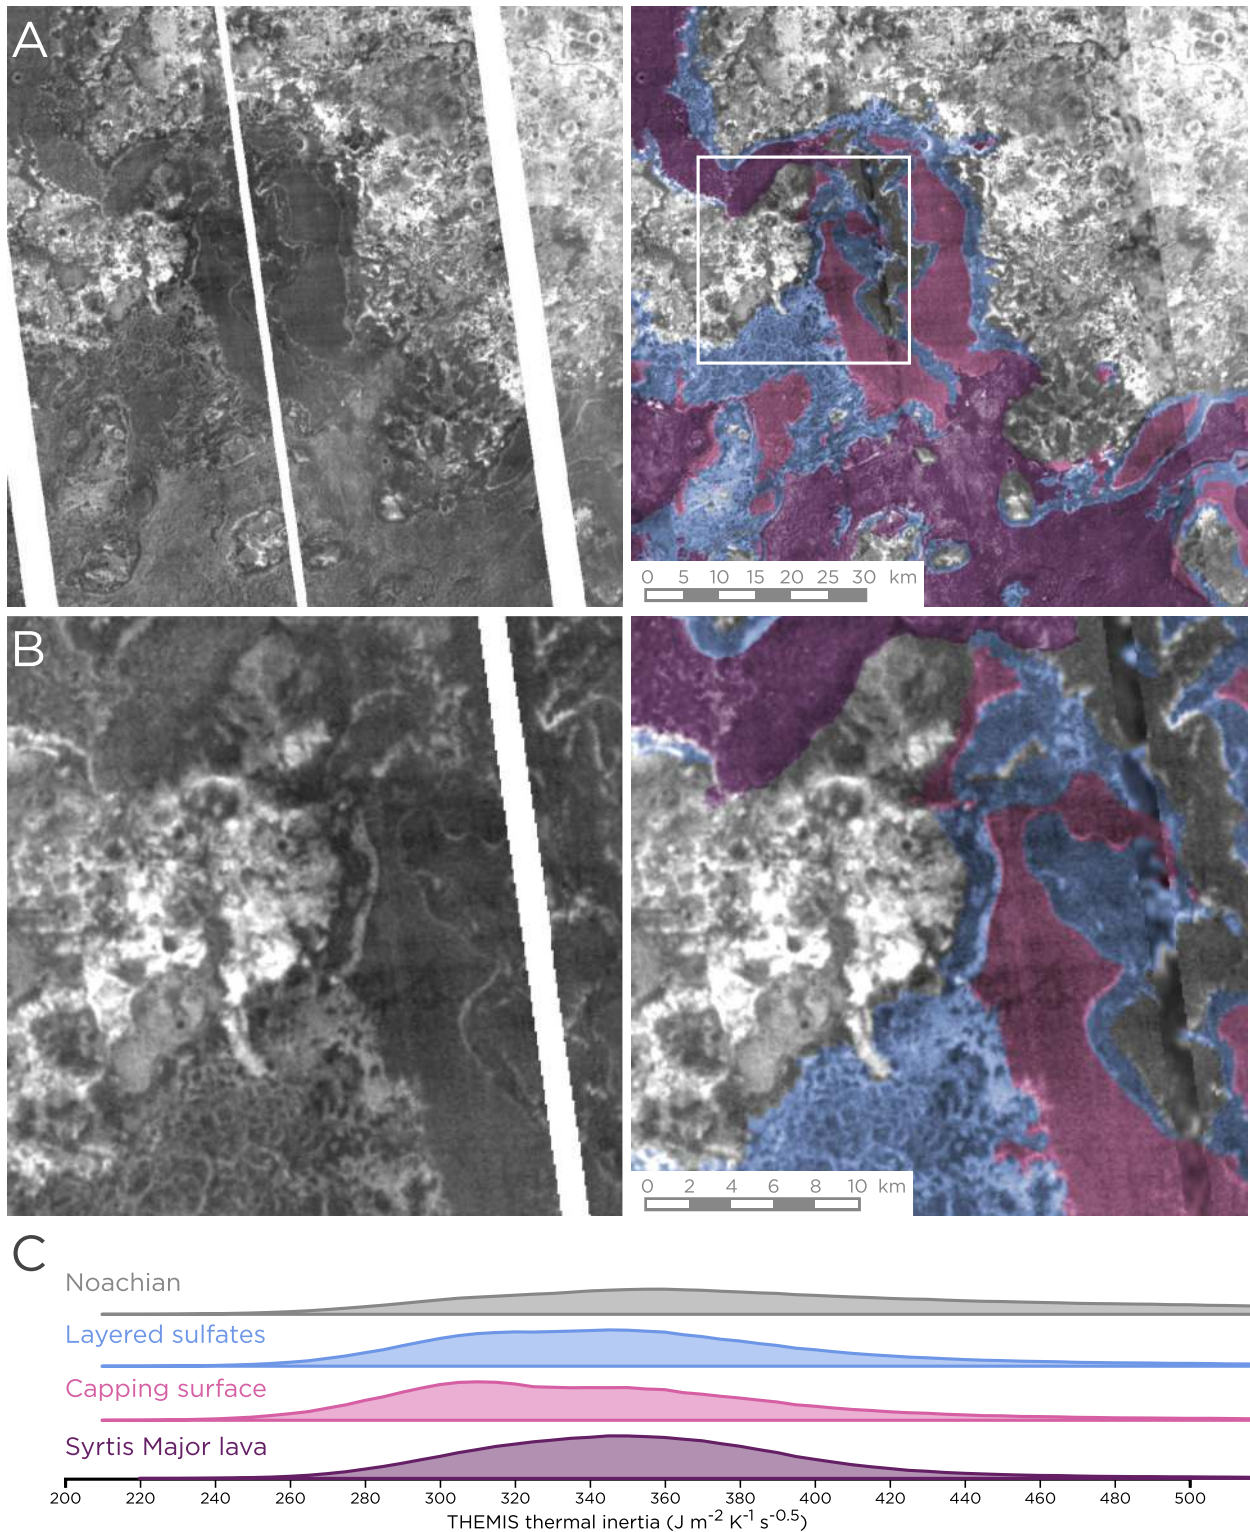 A
0 5 10 15 20 25 30 km
B
0 2 4 6 8 10 km
C
Noachian
Layered sulfates
Capping surface
Syrtis Major lava
200 220 240 260 280 300 320 340 360 380 400 420 440 460 480 500
THEMIS thermal inertia (J m⁻² K⁻¹ s⁻⁰·⁵)